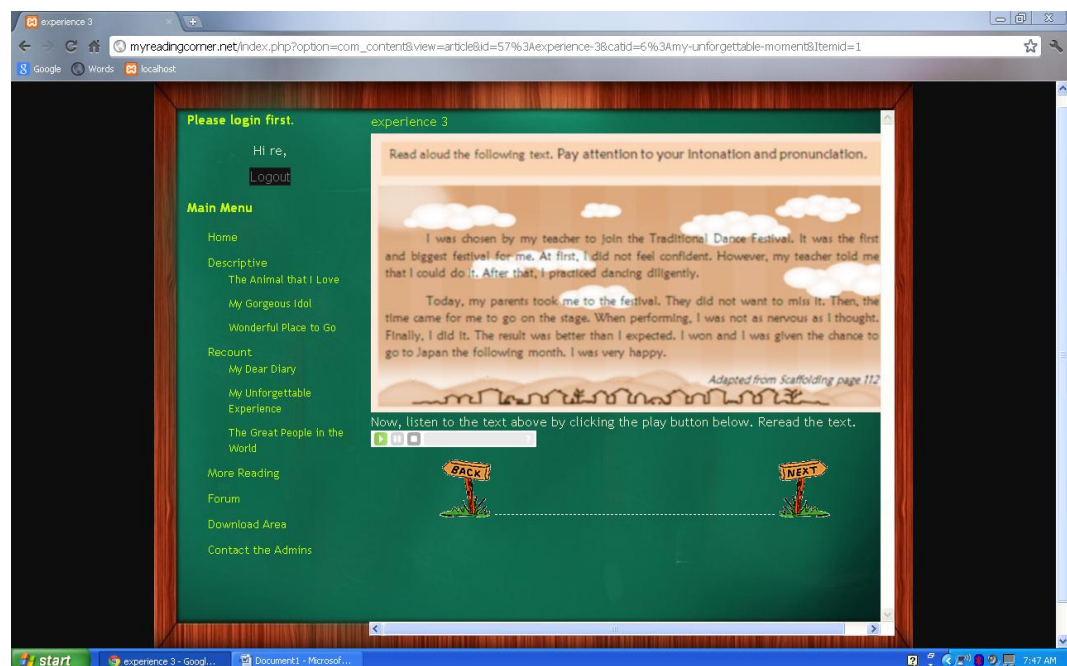 experience 3
myreadingcorner.net/index.php?option=com_content&view=article&id=57%3Aexperience-3&catid=6%3Amy-unforgettable-moment&Itemid=1
Google Words localhost
Please login first.
Hi re,
Logout
Main Menu
Home
Descriptive
The Animal that I Love
My Gorgeous Idol
Wonderful Place to Go
Recount
My Dear Diary
My Unforgettable
Experience
The Great People in the
World
More Reading
Forum
Download Area
Contact the Admins
experience 3
Read aloud the following text. Pay attention to your intonation and pronunciation.
I was chosen by my teacher to join the Traditional Dance Festival. It was the first
and biggest festival for me. At first, I did not feel confident. However, my teacher told me
that I could do it. After that, I practiced dancing diligently.
Today, my parents took me to the festival. They did not want to miss it. Then, the
time came for me to go on the stage. When performing, I was not as nervous as I thought.
Finally, I did it. The result was better than I expected. I won and I was given the chance to
go to Japan the following month. I was very happy.
Adapted from Scaffolding page 112
Now, listen to the text above by clicking the play button below. Reread the text.
BACK
NEXT
start
experience 3 - Googl...
Document1 - Microsof...
7:47 AM